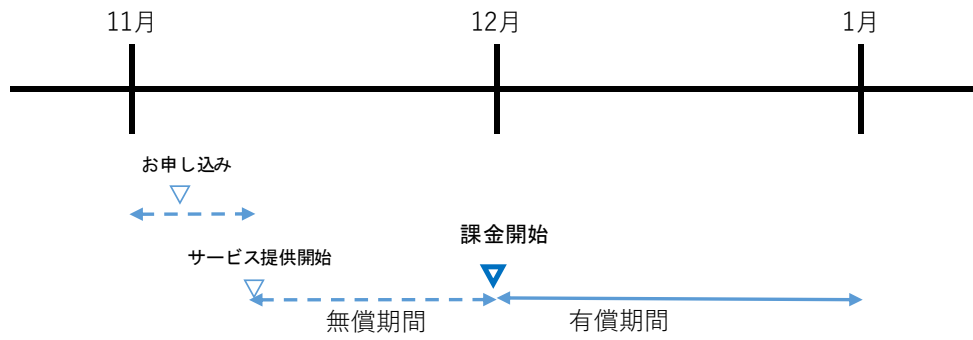 11月
12月
1月
お申し込み
サービス提供開始
課金開始
無償期間
有償期間